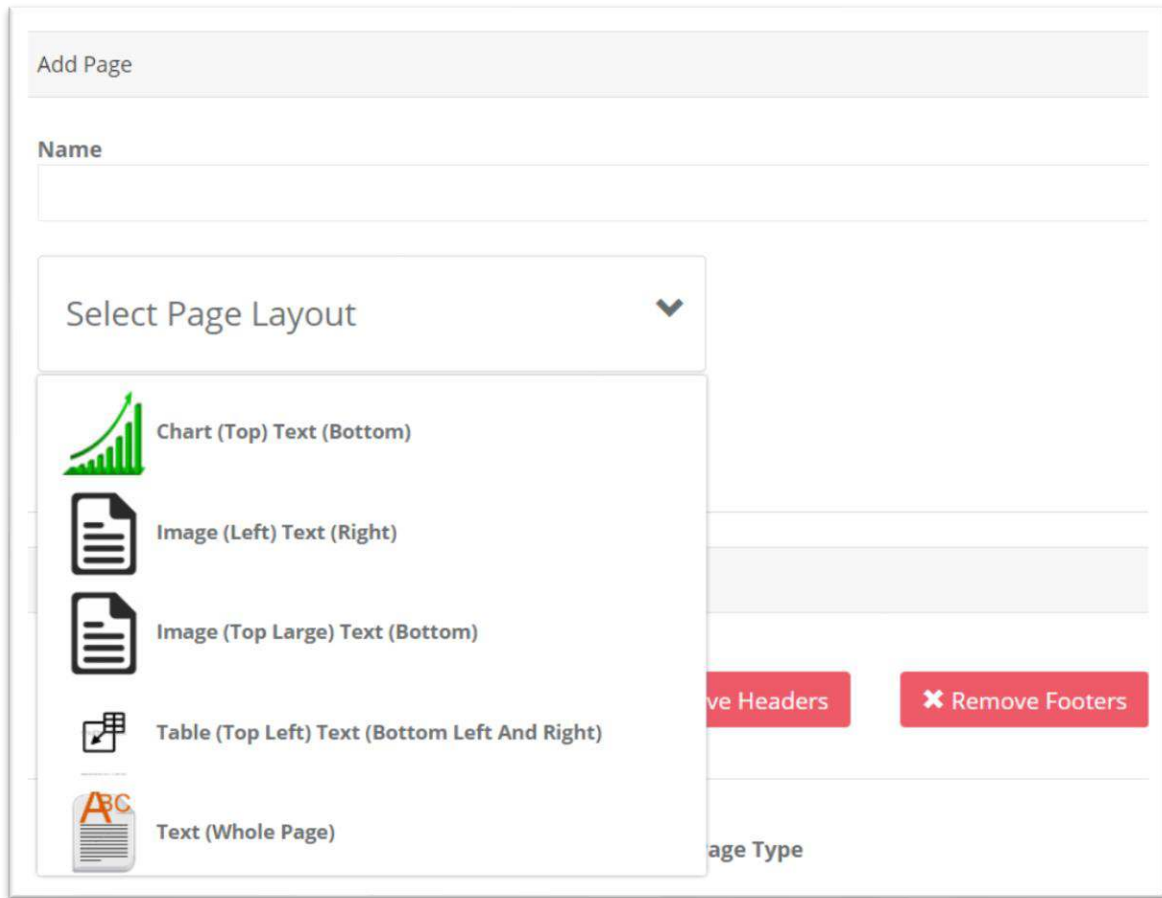 Add Page
Name
Select Page Layout
Chart (Top) Text (Bottom)
Image (Left) Text (Right)
Image (Top Large) Text (Bottom)
ve Headers
Remove Footers
Table (Top Left) Text (Bottom Left And Right)
ABC
Text (Whole Page)
age Type